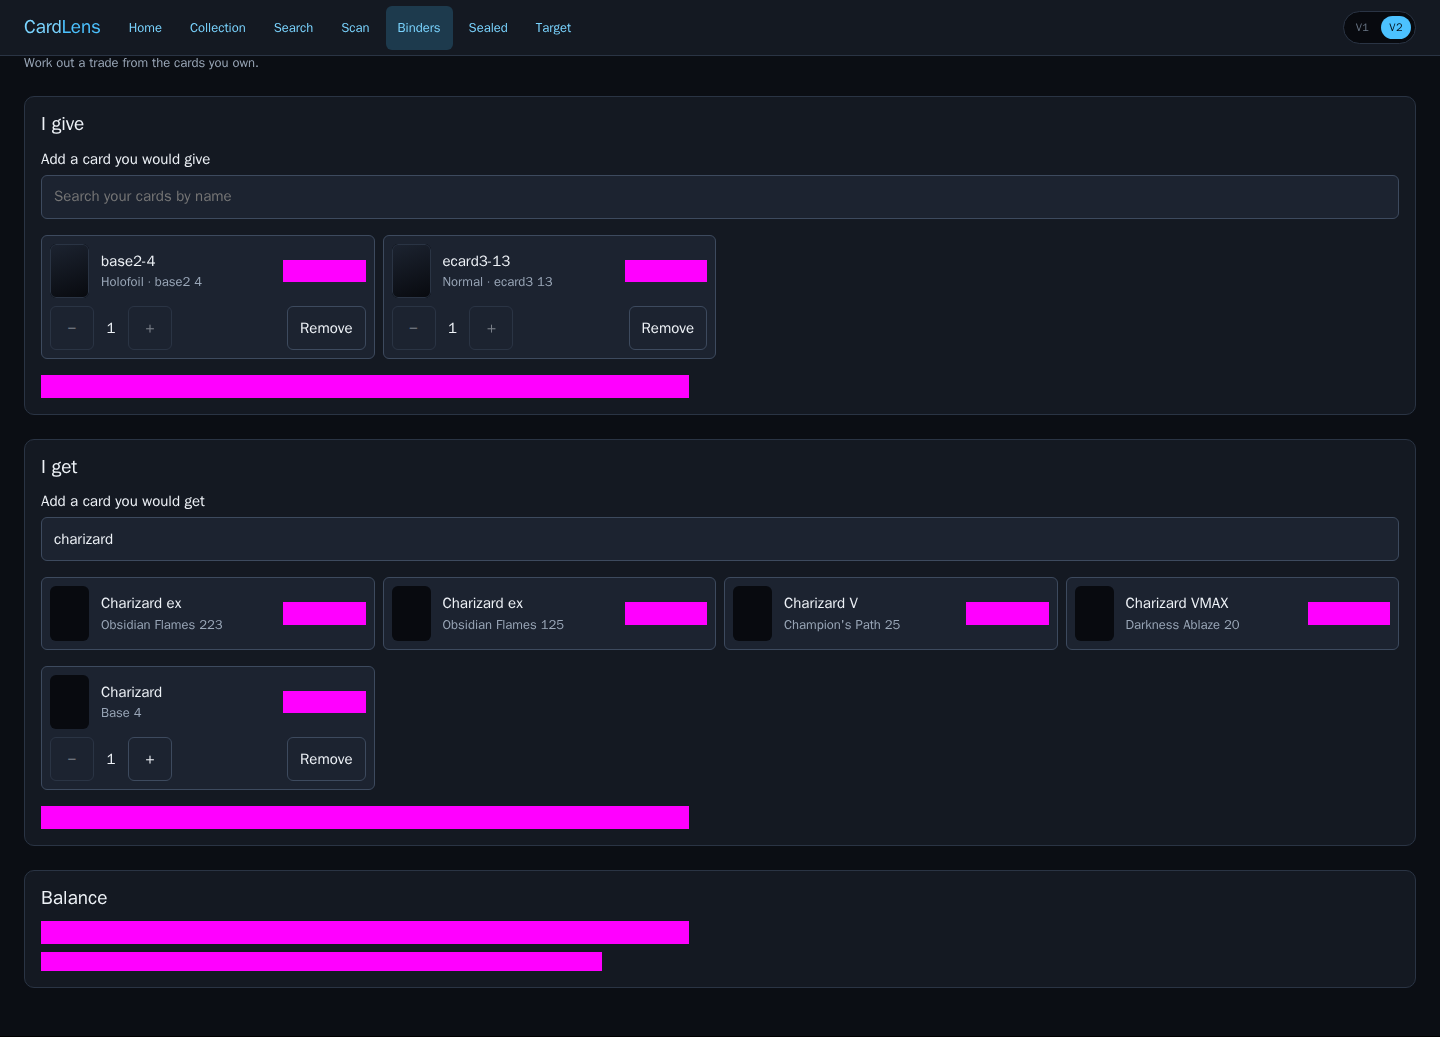 CardLens Home Collection Search Scan Binders Sealed Target V1 V2
Work out a trade from the cards you own.
I give
Add a card you would give
Search your cards by name
base2-4
Holofoil · base2 4
− 1 + Remove
ecard3-13
Normal · ecard3 13
− 1 + Remove
I get
Add a card you would get
charizard
Charizard ex
Obsidian Flames 223
Charizard ex
Obsidian Flames 125
Charizard V
Champion's Path 25
Charizard VMAX
Darkness Ablaze 20
Charizard
Base 4
− 1 + Remove
Balance